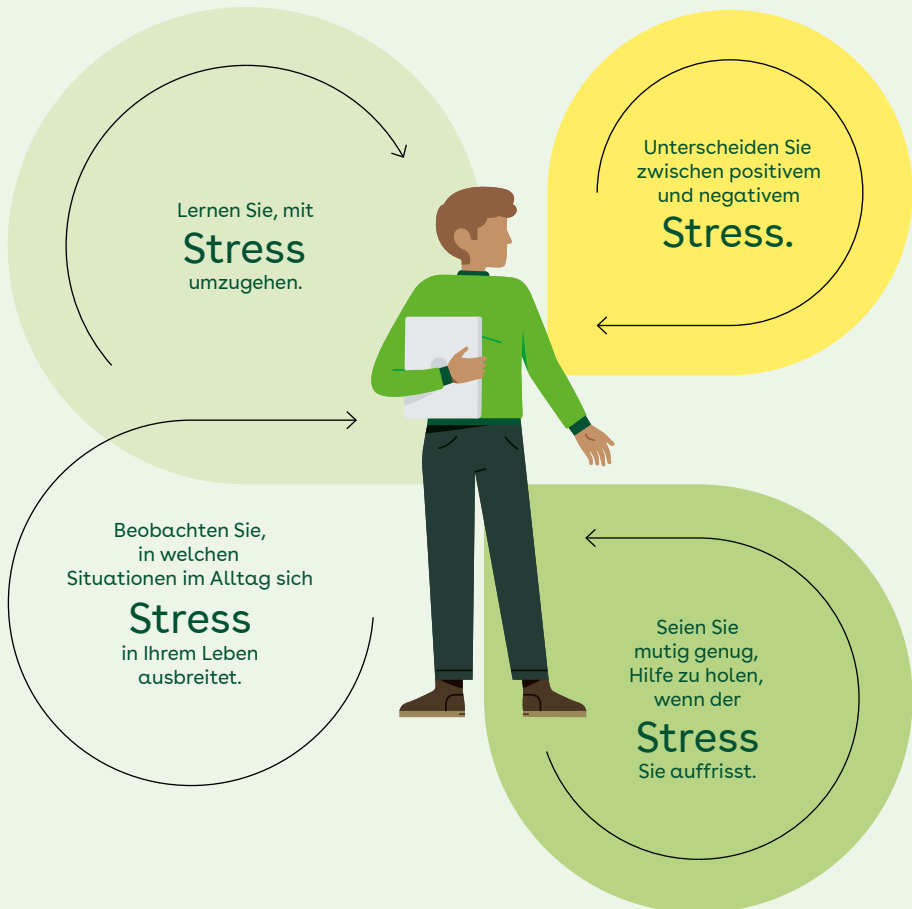 Lernen Sie, mit
Stress
umzugehen.
Unterscheiden Sie
zwischen positivem
und negativem
Stress.
Beobachten Sie,
in welchen
Situationen im Alltag sich
Stress
in Ihrem Leben
ausbreitet.
Seien Sie
mutig genug,
Hilfe zu holen,
wenn der
Stress
Sie auffrisst.